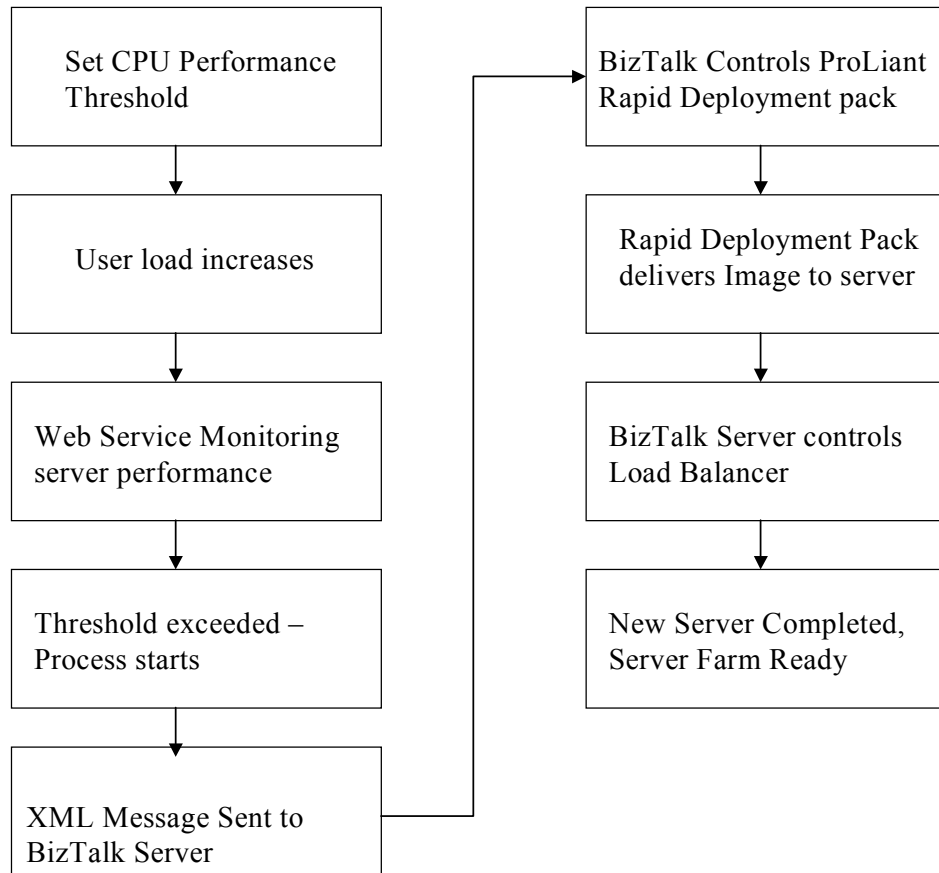 Set CPU Performance
Threshold
User load increases
Web Service Monitoring
server performance
Threshold exceeded –
Process starts
XML Message Sent to
BizTalk Server
BizTalk Controls ProLiant
Rapid Deployment pack
Rapid Deployment Pack
delivers Image to server
BizTalk Server controls
Load Balancer
New Server Completed,
Server Farm Ready